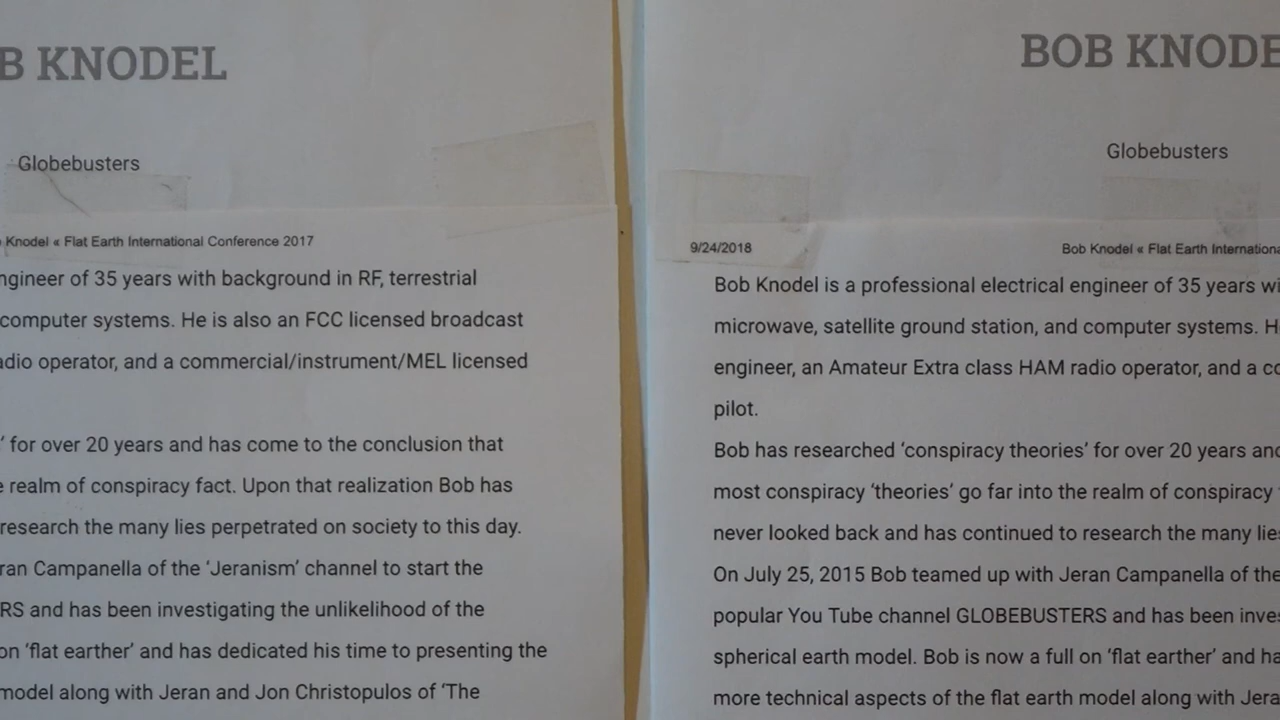 B KNODEL
Globebusters
Knodel « Flat Earth International Conference 2017
ngineer of 35 years with background in RF, terrestrial
computer systems. He is also an FCC licensed broadcast
adio operator, and a commercial/instrument/MEL licensed
’ for over 20 years and has come to the conclusion that
e realm of conspiracy fact. Upon that realization Bob has
research the many lies perpetrated on society to this day.
ran Campanella of the ‘Jeranism’ channel to start the
RS and has been investigating the unlikelihood of the
on ‘flat earther’ and has dedicated his time to presenting the
model along with Jeran and Jon Christopulos of ‘The
BOB KNODE
Globebusters
9/24/2018 Bob Knodel « Flat Earth Internationa
Bob Knodel is a professional electrical engineer of 35 years wi
microwave, satellite ground station, and computer systems. H
engineer, an Amateur Extra class HAM radio operator, and a co
pilot.
Bob has researched ‘conspiracy theories’ for over 20 years and
most conspiracy ‘theories’ go far into the realm of conspiracy
never looked back and has continued to research the many lies
On July 25, 2015 Bob teamed up with Jeran Campanella of the
popular You Tube channel GLOBEBUSTERS and has been inves
spherical earth model. Bob is now a full on ‘flat earther’ and ha
more technical aspects of the flat earth model along with Jera